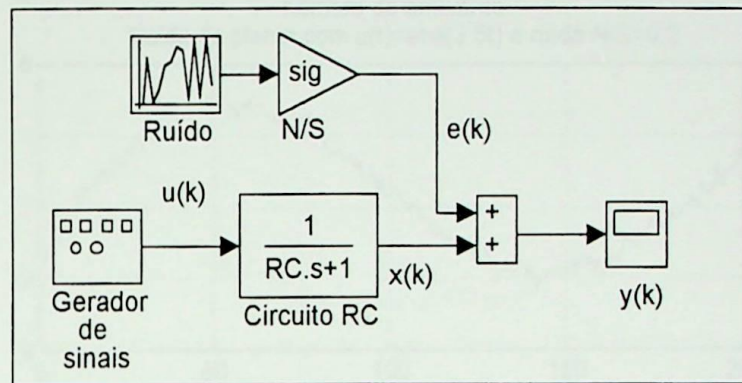 sig
Ruído
N/S
e(k)
u(k)
+
+
1
RC.s+1
x(k)
y(k)
Gerador
de
sinais
Circuito RC